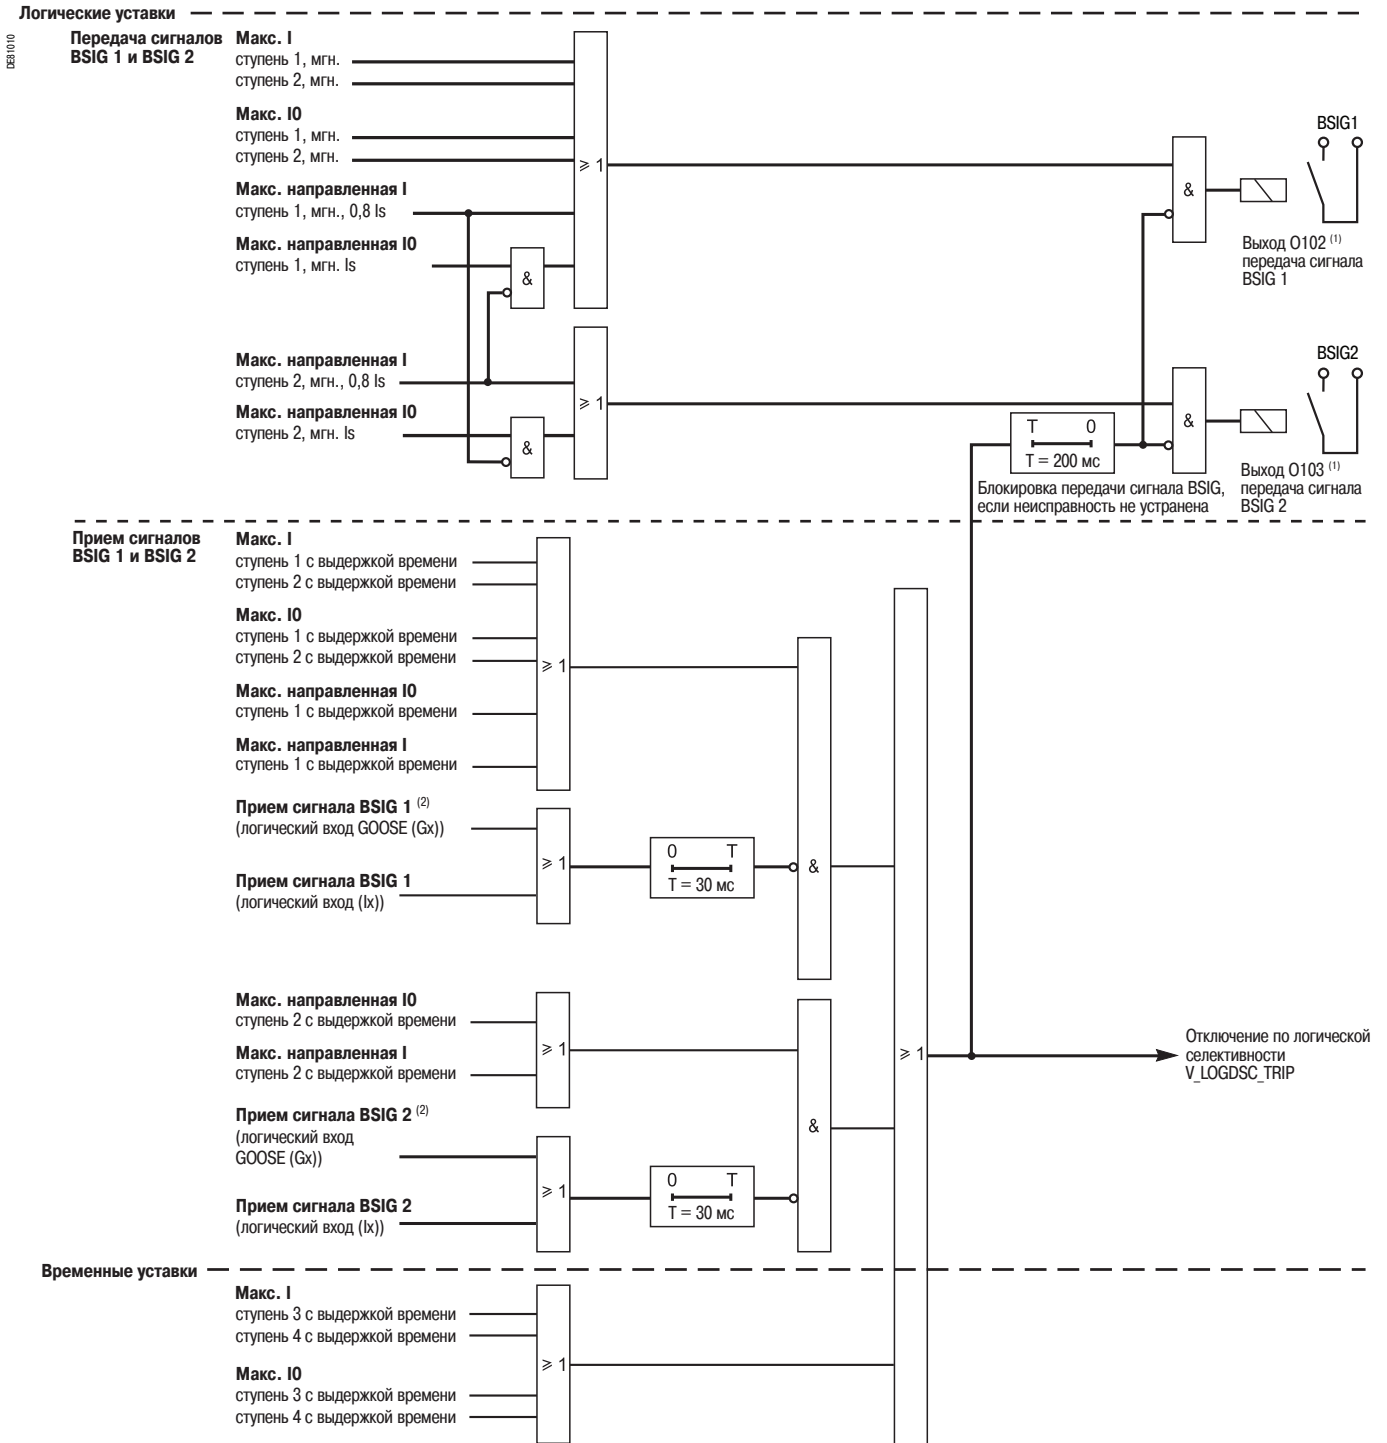 Логические уставки
DE81010
Передача сигналов
BSIG 1 и BSIG 2
Макс. I
ступень 1, мгн.
ступень 2, мгн.
Макс. I0
ступень 1, мгн.
ступень 2, мгн.
⩾ 1
Макс. направленная I
ступень 1, мгн., 0,8 Is
Макс. направленная I0
ступень 1, мгн. Is
&
&
BSIG1
Выход O102 (1)
передача сигнала
BSIG 1
Макс. направленная I
ступень 2, мгн., 0,8 Is
Макс. направленная I0
ступень 2, мгн. Is
&
⩾ 1
T 0
T = 200 мс
Блокировка передачи сигнала BSIG,
если неисправность не устранена
&
BSIG2
Выход O103 (1)
передача сигнала
BSIG 2
Прием сигналов
BSIG 1 и BSIG 2
Макс. I
ступень 1 с выдержкой времени
ступень 2 с выдержкой времени
Макс. I0
ступень 1 с выдержкой времени
ступень 2 с выдержкой времени
⩾ 1
Макс. направленная I0
ступень 1 с выдержкой времени
Макс. направленная I
ступень 1 с выдержкой времени
Прием сигнала BSIG 1 (2)
(логический вход GOOSE (Gx))
Прием сигнала BSIG 1
(логический вход (Ix))
⩾ 1
0 T
T = 30 мс
&
Макс. направленная I0
ступень 2 с выдержкой времени
Макс. направленная I
ступень 2 с выдержкой времени
⩾ 1
Прием сигнала BSIG 2 (2)
(логический вход
GOOSE (Gx))
Прием сигнала BSIG 2
(логический вход (Ix))
⩾ 1
0 T
T = 30 мс
&
⩾ 1
Отключение по логической
селективности
V_LOGDSC_TRIP
Временные уставки
Макс. I
ступень 3 с выдержкой времени
ступень 4 с выдержкой времени
Макс. I0
ступень 3 с выдержкой времени
ступень 4 с выдержкой времени
⩾ 1